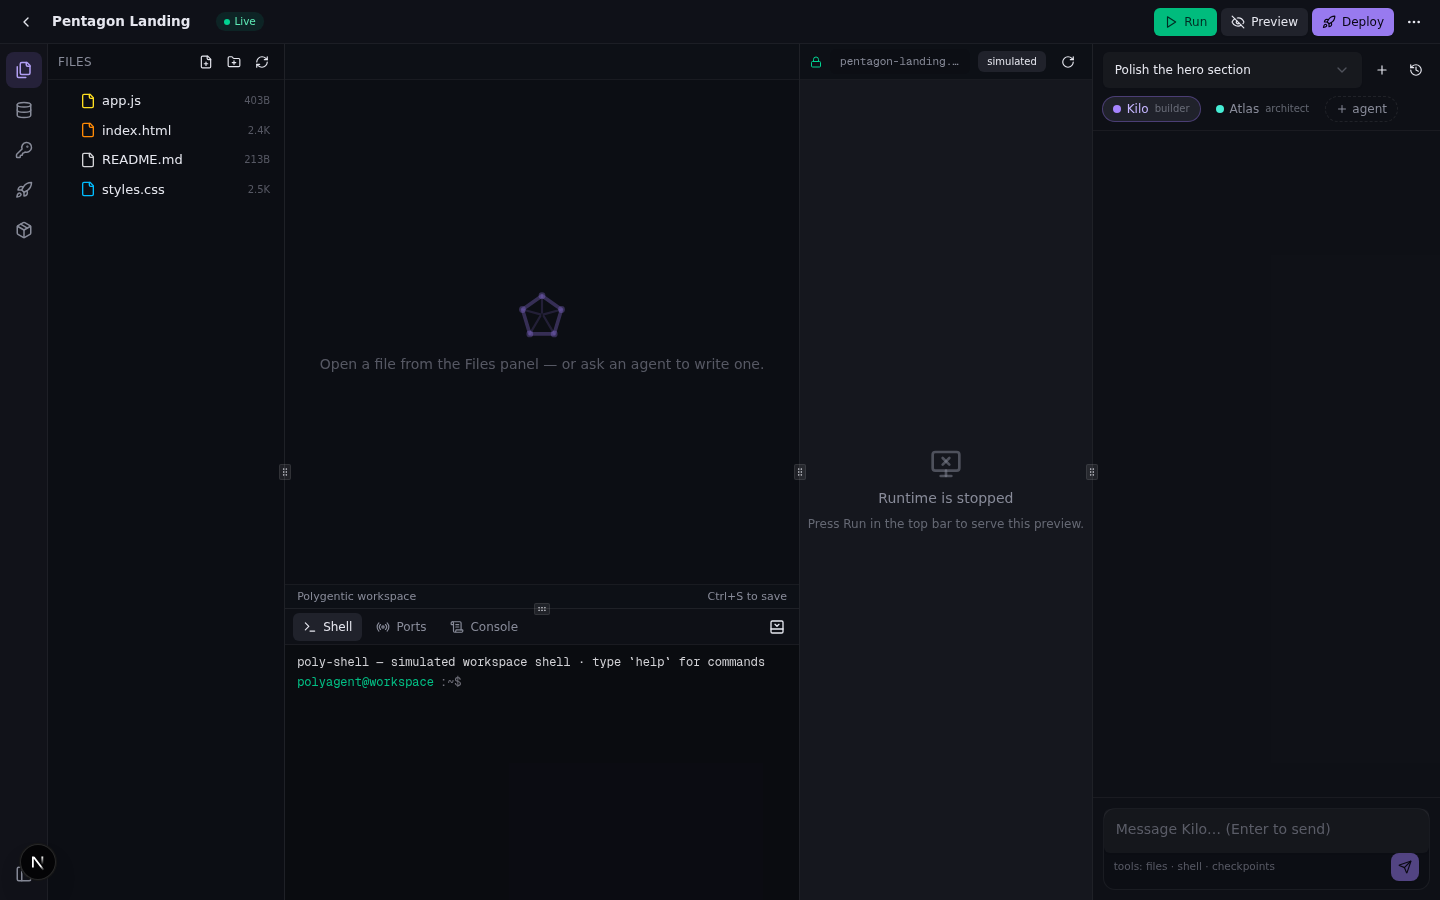 Pentagon Landing
Live
Run
Preview
Deploy
FILES
app.js 403B
index.html 2.4K
README.md 213B
styles.css 2.5K
Open a file from the Files panel — or ask an agent to write one.
Polygentic workspace
Ctrl+S to save
Shell
Ports
Console
poly-shell — simulated workspace shell · type `help` for commands
polyagent@workspace :~$
pentagon-landing.…
simulated
Runtime is stopped
Press Run in the top bar to serve this preview.
Polish the hero section
Kilo builder
Atlas architect
+ agent
Message Kilo… (Enter to send)
tools: files · shell · checkpoints
N